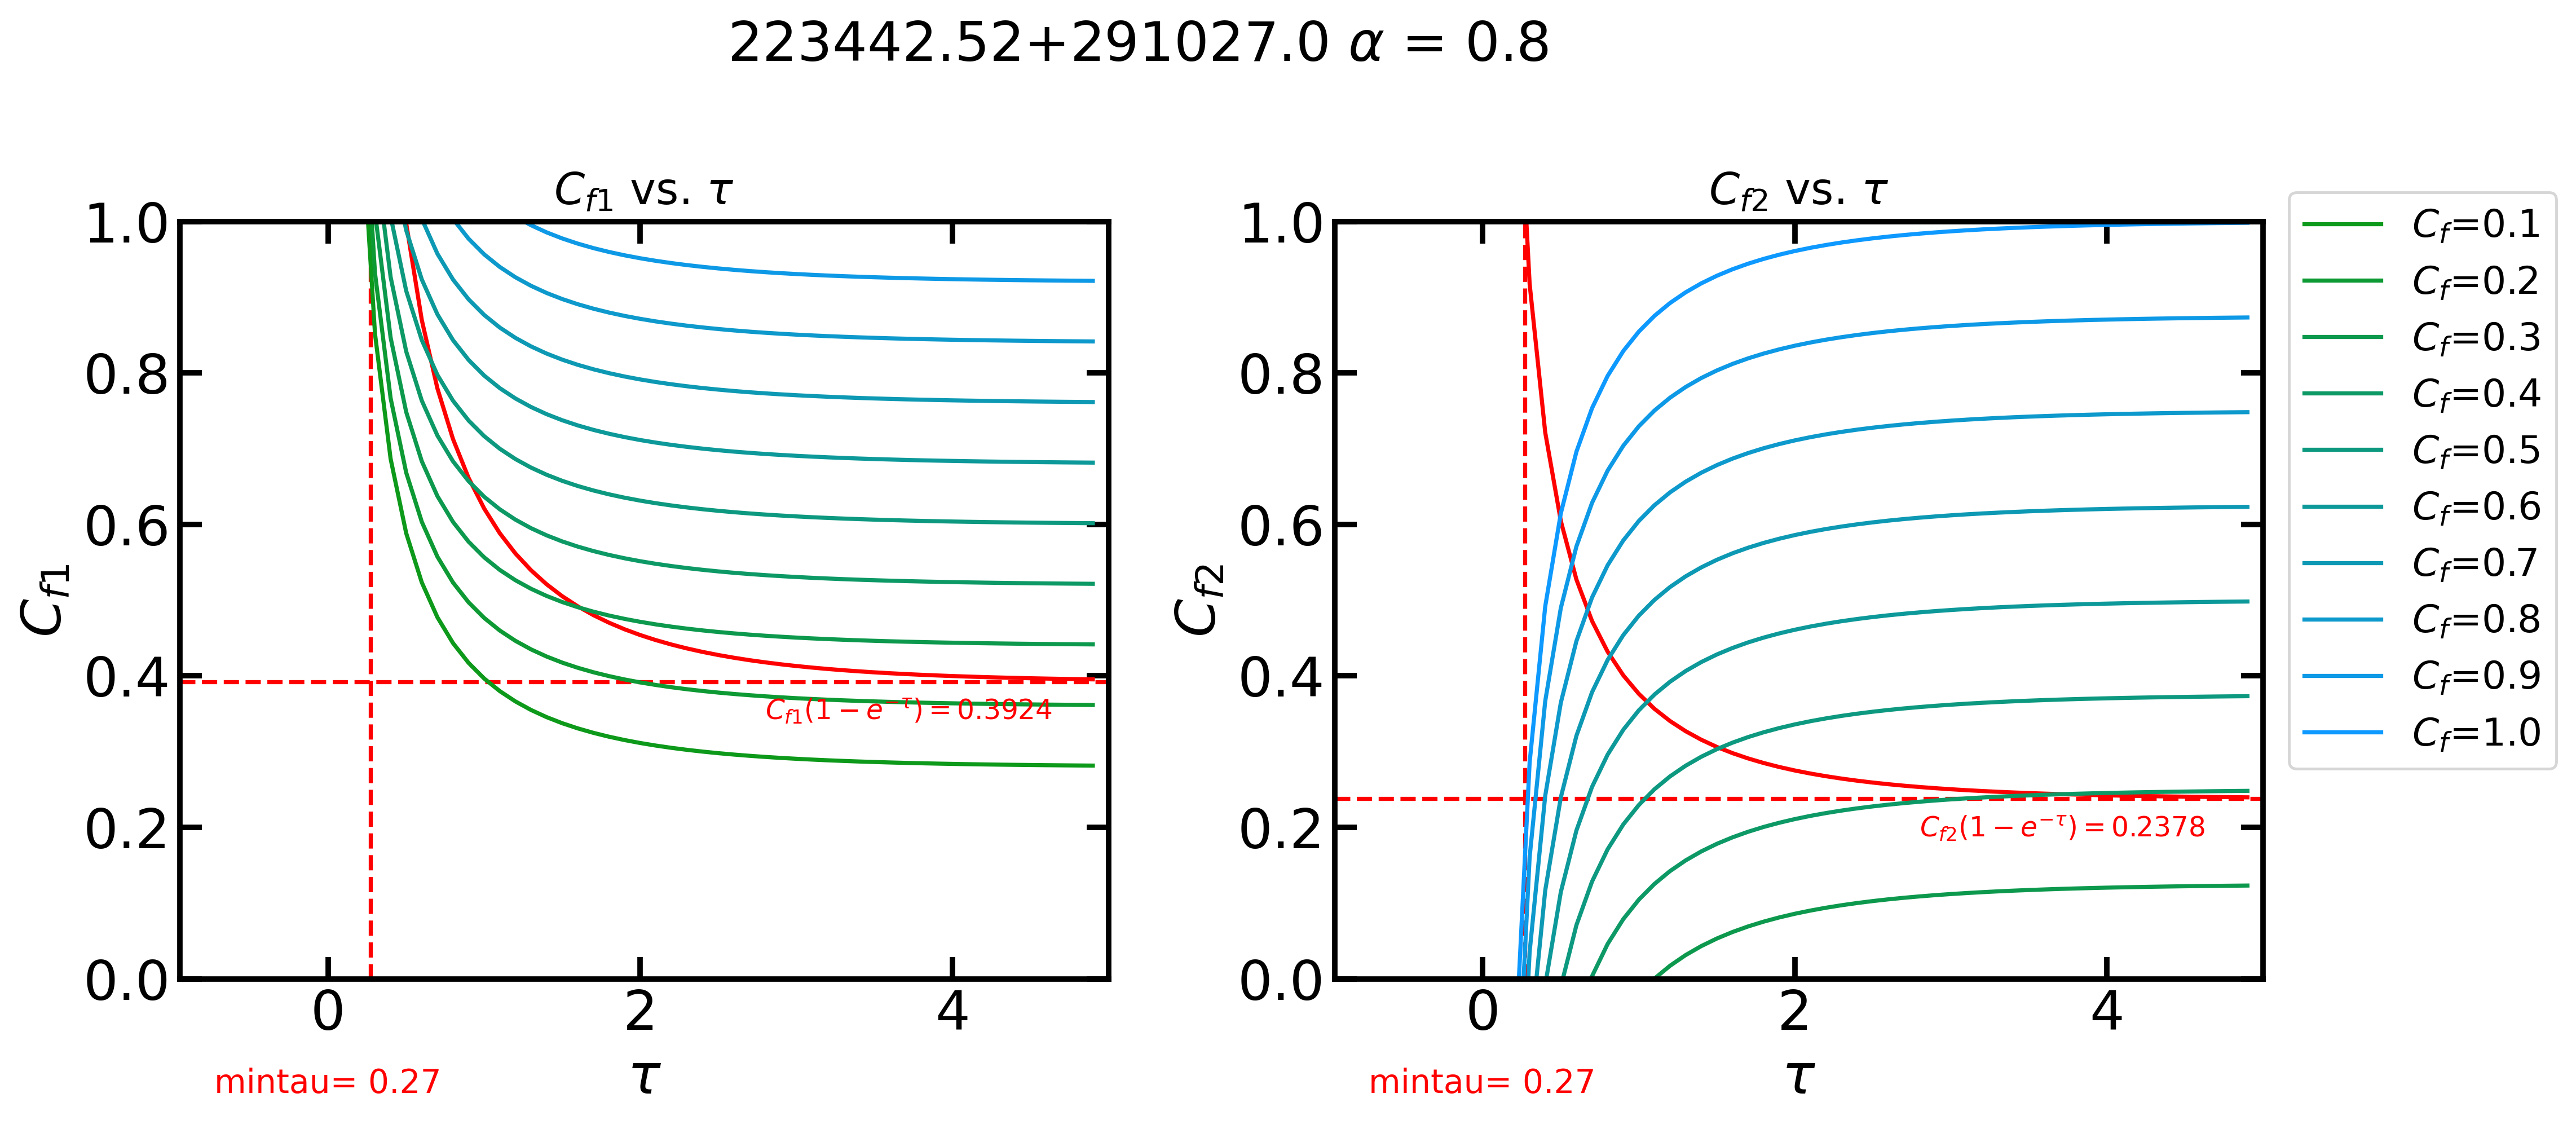 223442.52+291027.0 α = 0.8
C_{f1} vs. τ
1.0
0.8
0.6
0.4
0.2
0.0
C_{f1}
C_{f1}(1 − e^{−τ}) = 0.3924
0 2 4
τ
mintau= 0.27
C_{f2} vs. τ
1.0
0.8
0.6
0.4
0.2
0.0
C_{f2}
C_{f2}(1 − e^{−τ}) = 0.2378
0 2 4
τ
mintau= 0.27
C_f=0.1
C_f=0.2
C_f=0.3
C_f=0.4
C_f=0.5
C_f=0.6
C_f=0.7
C_f=0.8
C_f=0.9
C_f=1.0